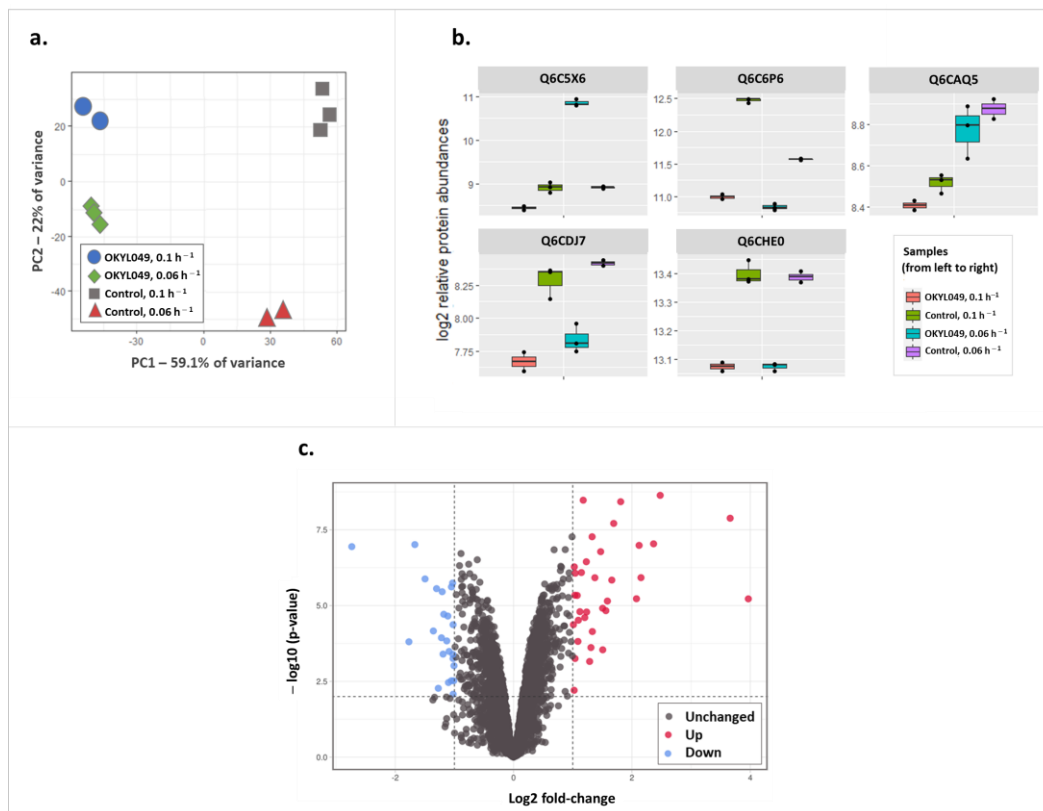 a.
PC2 – 22% of variance
20
0
-20
-40
OKYL049, 0.1 h⁻¹
OKYL049, 0.06 h⁻¹
Control, 0.1 h⁻¹
Control, 0.06 h⁻¹
-30
0
30
60
PC1 – 59.1% of variance
b.
log2 relative protein abundances
Q6C5X6
11
10
9
Q6C6P6
12.5
12.0
11.5
11.0
Q6CAQ5
8.8
8.6
8.4
Q6CDJ7
8.25
8.00
7.75
Q6CHE0
13.4
13.3
13.2
13.1
Samples
(from left to right)
OKYL049, 0.1 h⁻¹
Control, 0.1 h⁻¹
OKYL049, 0.06 h⁻¹
Control, 0.06 h⁻¹
c.
– log10 (p-value)
7.5
5.0
2.5
0.0
Unchanged
Up
Down
-2
0
2
4
Log2 fold-change